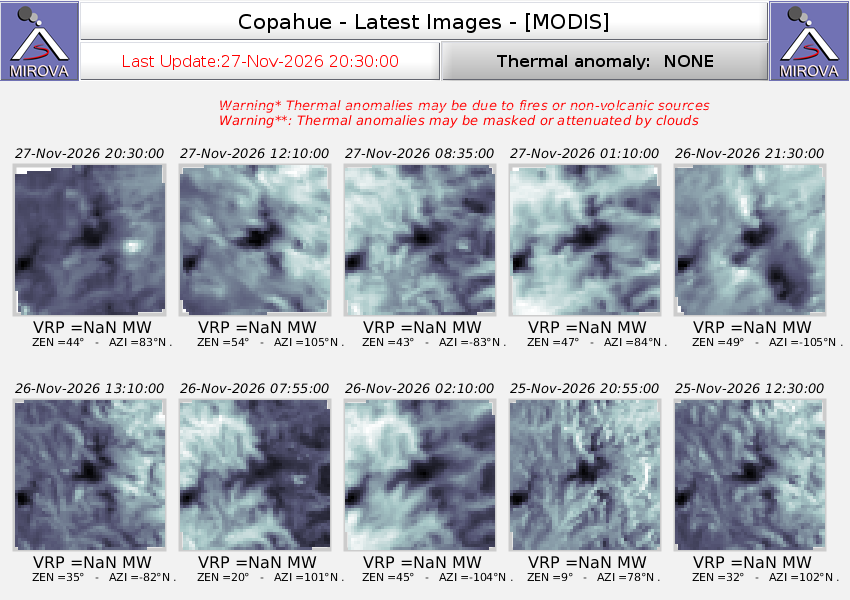 Copahue - Latest Images - [MODIS]
MIROVA
Last Update:27-Nov-2026 20:30:00
Thermal anomaly: NONE
MIROVA
Warning* Thermal anomalies may be due to fires or non-volcanic sources
Warning**: Thermal anomalies may be masked or attenuated by clouds
27-Nov-2026 20:30:00 27-Nov-2026 12:10:00 27-Nov-2026 08:35:00 27-Nov-2026 01:10:00 26-Nov-2026 21:30:00
VRP =NaN MW VRP =NaN MW VRP =NaN MW VRP =NaN MW VRP =NaN MW
ZEN =44° - AZI =83°N . ZEN =54° - AZI =105°N . ZEN =43° - AZI =-83°N . ZEN =47° - AZI =84°N . ZEN =49° - AZI =-105°N .
26-Nov-2026 13:10:00 26-Nov-2026 07:55:00 26-Nov-2026 02:10:00 25-Nov-2026 20:55:00 25-Nov-2026 12:30:00
VRP =NaN MW VRP =NaN MW VRP =NaN MW VRP =NaN MW VRP =NaN MW
ZEN =35° - AZI =-82°N . ZEN =20° - AZI =101°N . ZEN =45° - AZI =-104°N . ZEN =9° - AZI =78°N . ZEN =32° - AZI =102°N .